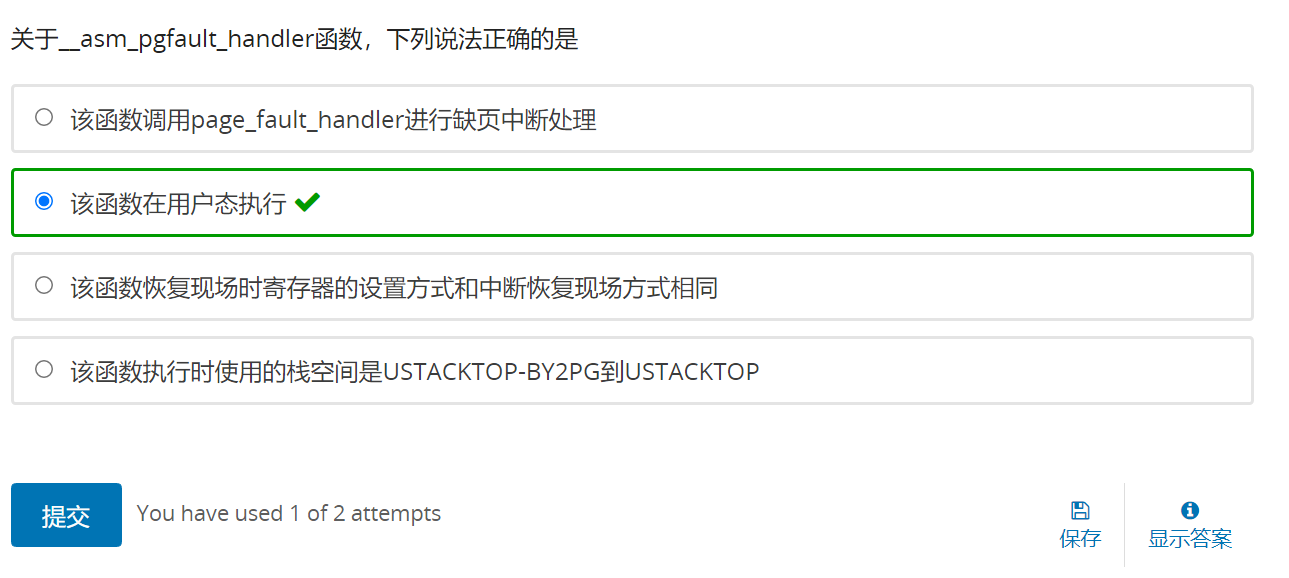 关于__asm_pgfault_handler函数，下列说法正确的是
该函数调用page_fault_handler进行缺页中断处理
该函数在用户态执行
该函数恢复现场时寄存器的设置方式和中断恢复现场方式相同
该函数执行时使用的栈空间是USTACKTOP-BY2PG到USTACKTOP
提交
You have used 1 of 2 attempts
保存
显示答案